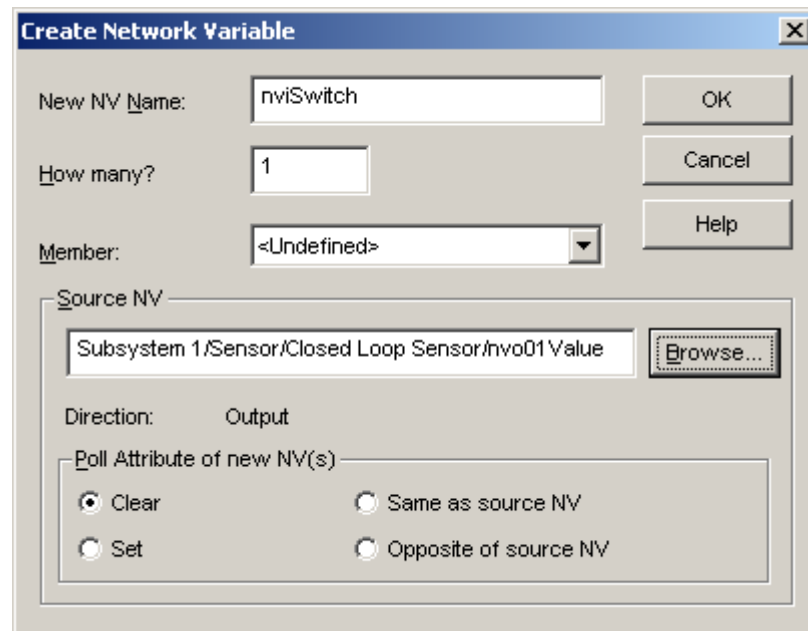 Create Network Variable
New NV Name:
nviSwitch
OK
How many?
1
Cancel
Member:
<Undefined>
Help
Source NV
Subsystem 1/Sensor/Closed Loop Sensor/nvo01Value
Browse...
Direction:
Output
Poll Attribute of new NV(s)
Clear
Same as source NV
Set
Opposite of source NV